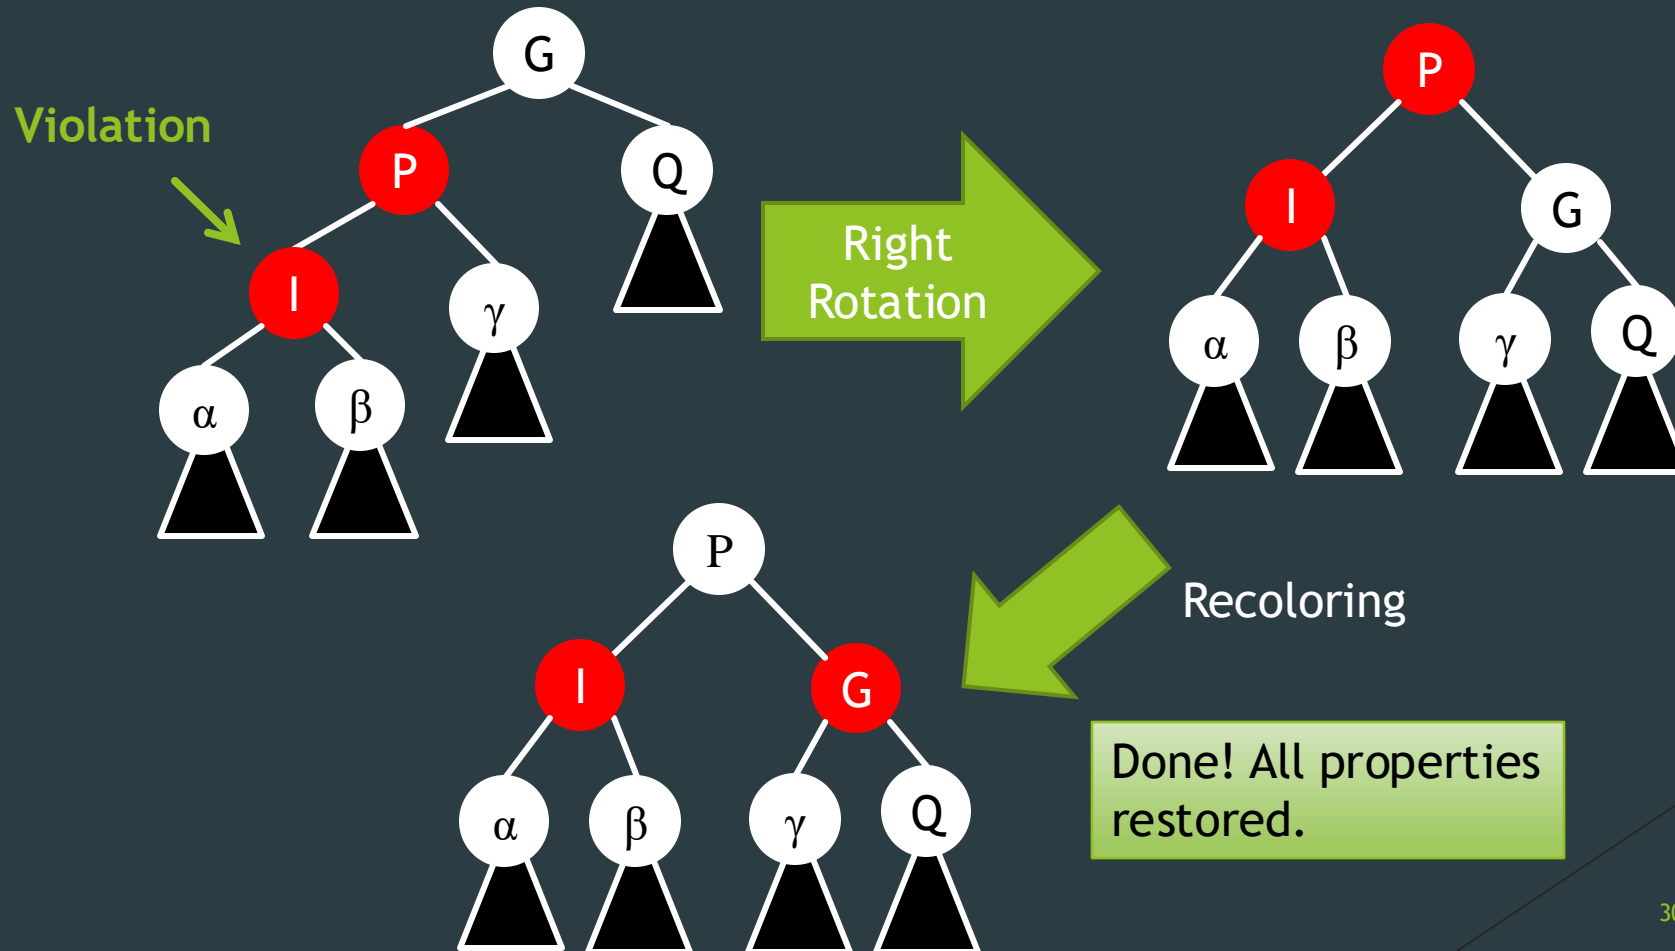 G
P
Violation
P
Q
I
G
I
γ
Right
Rotation
α
β
γ
Q
α
β
P
Recoloring
I
G
Done! All properties
restored.
α
β
γ
Q